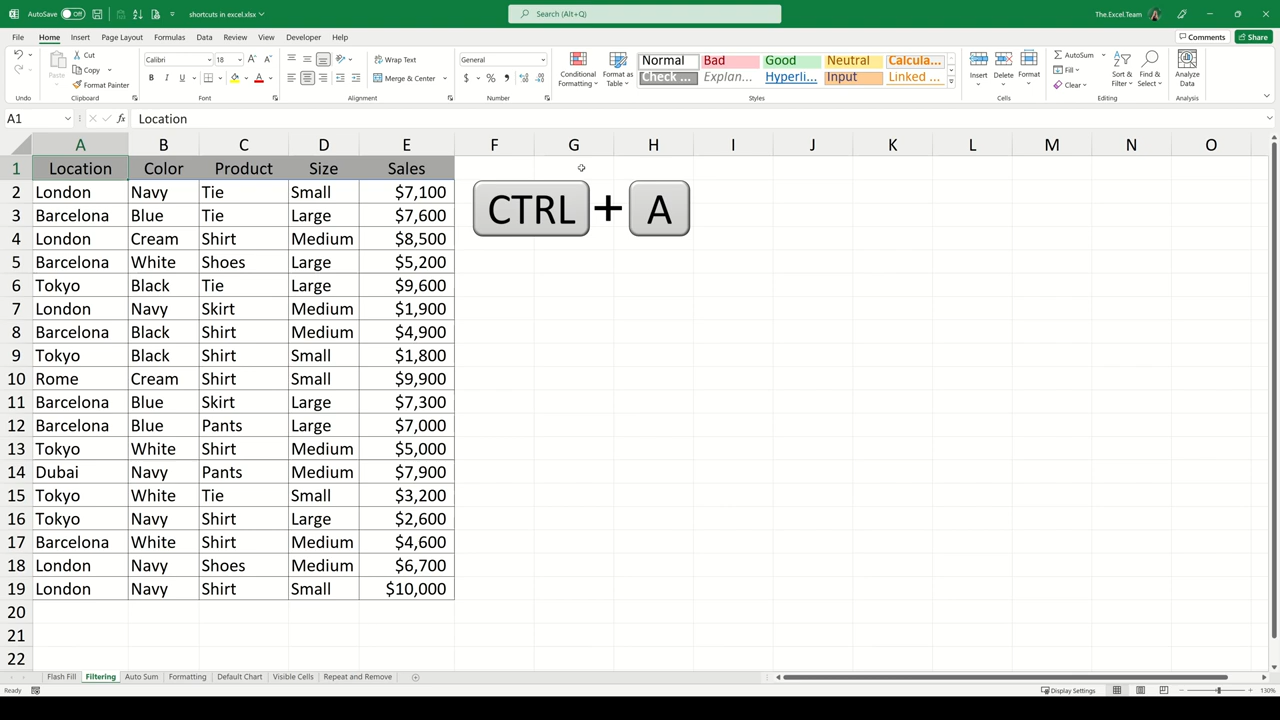 AutoSave Off shortcuts in excel.xlsx Search (Alt+Q) The.Excel.Team
File Home Insert Page Layout Formulas Data Review View Developer Help Comments Share
Cut
Copy
Format Painter
Paste
Calibri 18
B I U A
Wrap Text
Merge & Center
General
$ % ,
Conditional Formatting
Format as Table
Normal Bad Good Neutral Calcula...
Check ... Explan... Hyperli... Input Linked ...
Insert Delete Format
AutoSum
Fill
Clear
Sort & Filter
Find & Select
Analyze Data
Undo Clipboard Font Alignment Number Styles Cells Editing Analysis
A1 fx Location
A B C D E F G H I J K L M N O
1 Location Color Product Size Sales
2 London Navy Tie Small $7,100
3 Barcelona Blue Tie Large $7,600
4 London Cream Shirt Medium $8,500
5 Barcelona White Shoes Large $5,200
6 Tokyo Black Tie Large $9,600
7 London Navy Skirt Medium $1,900
8 Barcelona Black Shirt Medium $4,900
9 Tokyo Black Shirt Small $1,800
10 Rome Cream Shirt Small $9,900
11 Barcelona Blue Skirt Large $7,300
12 Barcelona Blue Pants Large $7,000
13 Tokyo White Shirt Medium $5,000
14 Dubai Navy Pants Medium $7,900
15 Tokyo White Tie Small $3,200
16 Tokyo Navy Shirt Large $2,600
17 Barcelona White Shirt Medium $4,600
18 London Navy Shoes Medium $6,700
19 London Navy Shirt Small $10,000
20
21
22
CTRL + A
Flash Fill Filtering Auto Sum Formatting Default Chart Visible Cells Repeat and Remove
Ready Display Settings 130%